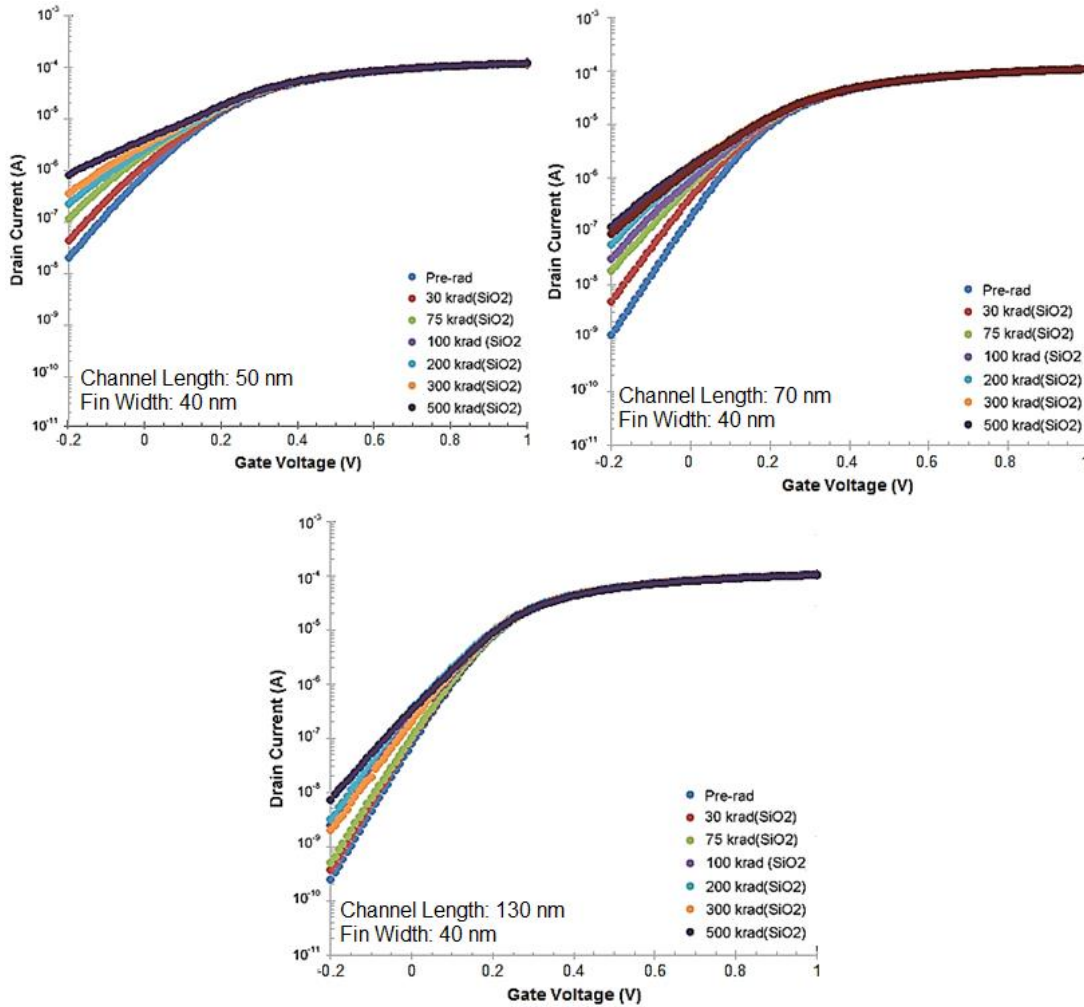 10⁻³
10⁻⁴
10⁻⁵
10⁻⁶
10⁻⁷
10⁻⁸
10⁻⁹
10⁻¹⁰
10⁻¹¹
Drain Current (A)
Pre-rad
30 krad(SiO2)
75 krad(SiO2)
100 krad (SiO2
200 krad(SiO2)
300 krad(SiO2)
500 krad(SiO2)
Channel Length: 50 nm
Fin Width: 40 nm
-0.2 0 0.2 0.4 0.6 0.8 1
Gate Voltage (V)
10⁻³
10⁻⁴
10⁻⁵
10⁻⁶
10⁻⁷
10⁻⁸
10⁻⁹
10⁻¹⁰
10⁻¹¹
Drain Current (A)
Pre-rad
30 krad(SiO2)
75 krad(SiO2)
100 krad (SiO2
200 krad(SiO2)
300 krad(SiO2)
500 krad(SiO2)
Channel Length: 70 nm
Fin Width: 40 nm
-0.2 0 0.2 0.4 0.6 0.8 1
Gate Voltage (V)
10⁻³
10⁻⁴
10⁻⁵
10⁻⁶
10⁻⁷
10⁻⁸
10⁻⁹
10⁻¹⁰
10⁻¹¹
Drain Current (A)
Pre-rad
30 krad(SiO2)
75 krad(SiO2)
100 krad (SiO2
200 krad(SiO2)
300 krad(SiO2)
500 krad(SiO2)
Channel Length: 130 nm
Fin Width: 40 nm
-0.2 0 0.2 0.4 0.6 0.8 1
Gate Voltage (V)